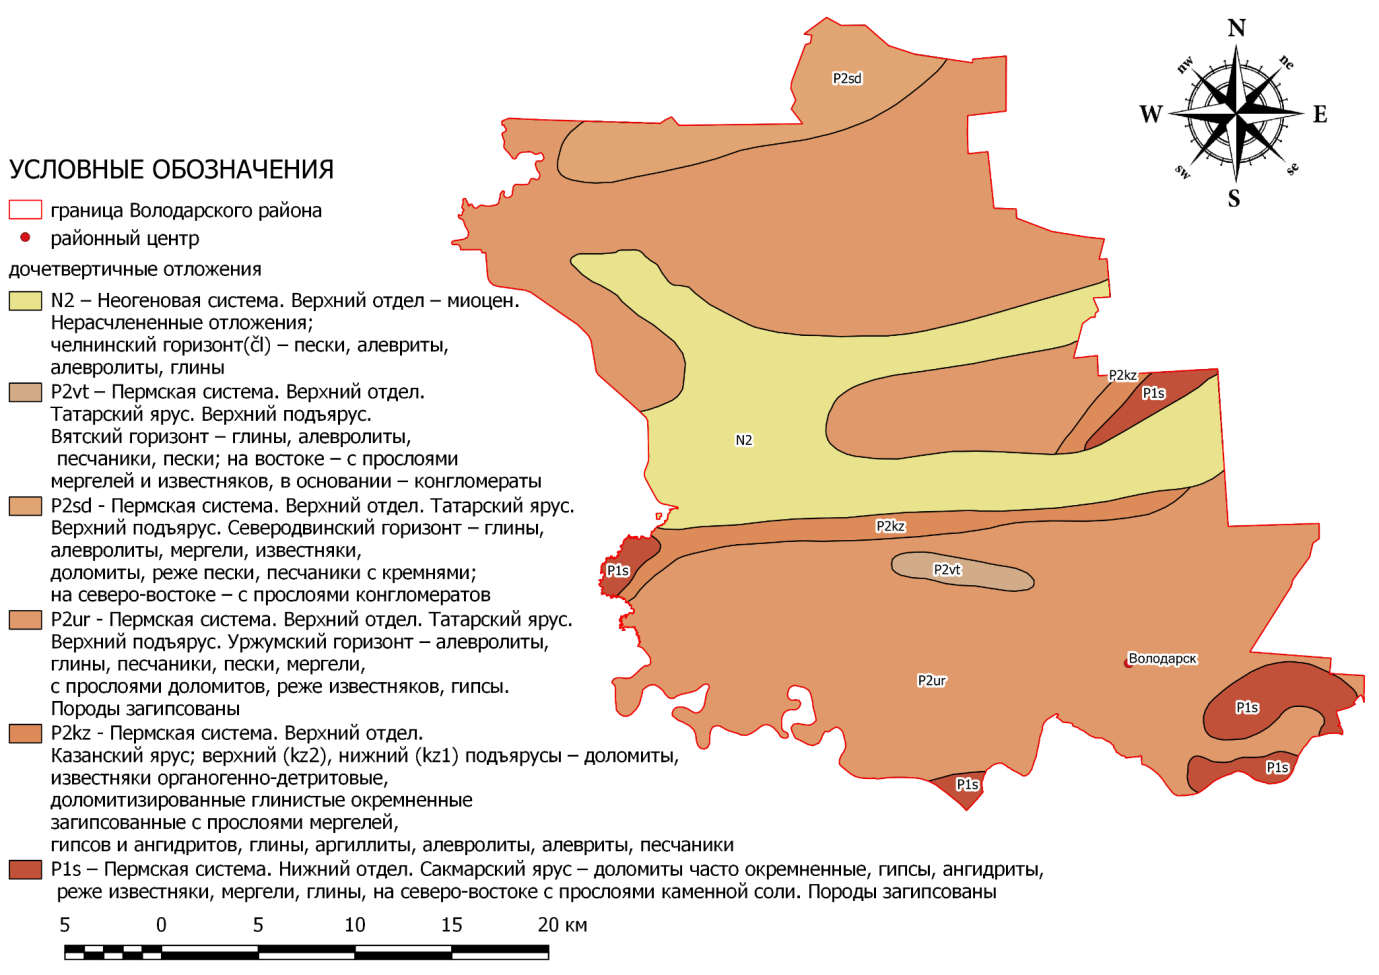 N
nw
ne
W
E
sw
se
S
P2sd
P2kz
P1s
N2
P2kz
P1s
P2vt
Володарск
P2ur
P1s
P1s
P1s
УСЛОВНЫЕ ОБОЗНАЧЕНИЯ
граница Володарского района
районный центр
дочетвертичные отложения
N2 – Неогеновая система. Верхний отдел – миоцен.
Нерасчлененные отложения;
челнинский горизонт(čl) – пески, алевриты,
алевролиты, глины
P2vt – Пермская система. Верхний отдел.
Татарский ярус. Верхний подъярус.
Вятский горизонт – глины, алевролиты,
песчаники, пески; на востоке – с прослоями
мергелей и известняков, в основании – конгломераты
P2sd - Пермская система. Верхний отдел. Татарский ярус.
Верхний подъярус. Северодвинский горизонт – глины,
алевролиты, мергели, известняки,
доломиты, реже пески, песчаники с кремнями;
на северо-востоке – с прослоями конгломератов
P2ur - Пермская система. Верхний отдел. Татарский ярус.
Верхний подъярус. Уржумский горизонт – алевролиты,
глины, песчаники, пески, мергели,
с прослоями доломитов, реже известняков, гипсы.
Породы загипсованы
P2kz - Пермская система. Верхний отдел.
Казанский ярус; верхний (kz2), нижний (kz1) подъярусы – доломиты,
известняки органогенно-детритовые,
доломитизированные глинистые окремненные
загипсованные с прослоями мергелей,
гипсов и ангидритов, глины, аргиллиты, алевролиты, алевриты, песчаники
P1s – Пермская система. Нижний отдел. Сакмарский ярус – доломиты часто окремненные, гипсы, ангидриты,
реже известняки, мергели, глины, на северо-востоке с прослоями каменной соли. Породы загипсованы
5 0 5 10 15 20 км